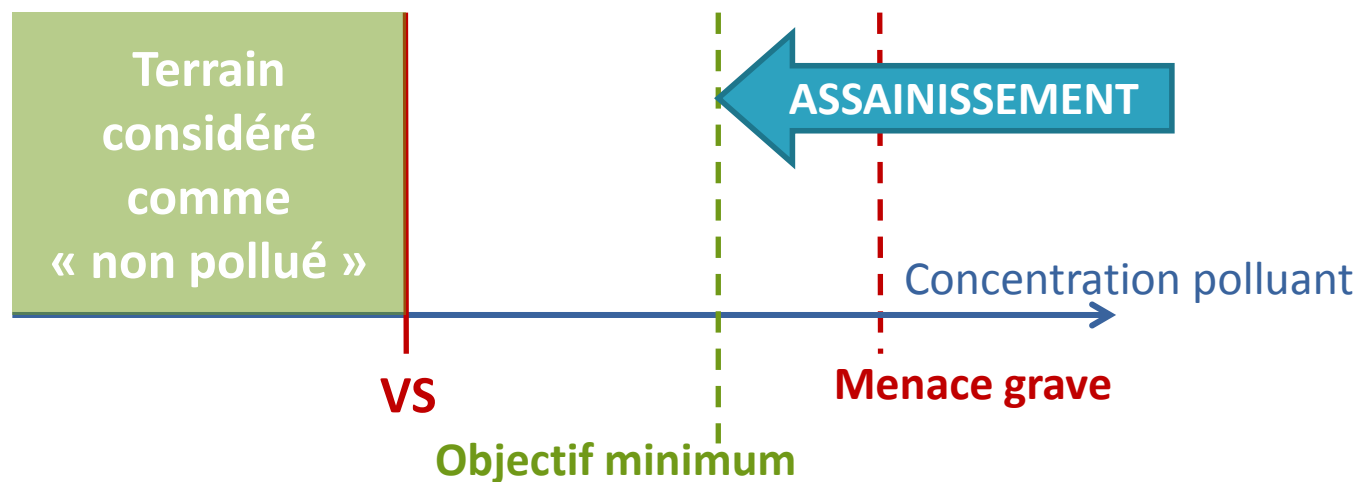 Terrain
considéré
comme
« non pollué »
ASSAINISSEMENT
Concentration polluant
VS
Menace grave
Objectif minimum